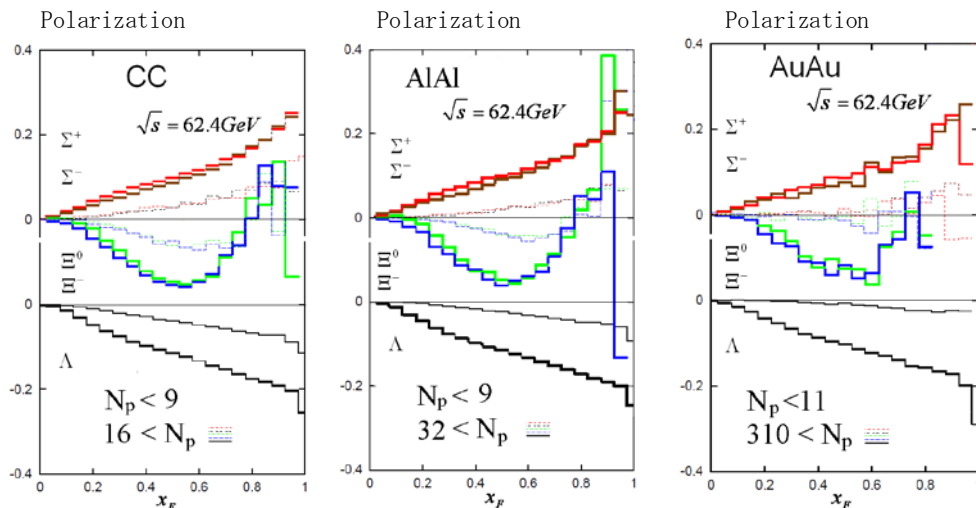 Polarization
0.4
CC
√s = 62.4GeV
0.2
Σ⁺
Σ⁻
0
Ξ⁰
Ξ⁻
0
Λ
-0.2
Nₚ < 9
16 < Nₚ
-0.4
0 0.2 0.4 0.6 0.8 1
x_F
Polarization
0.4
AlAl
√s = 62.4GeV
0.2
Σ⁺
Σ⁻
0
Ξ⁰
Ξ⁻
0
Λ
-0.2
Nₚ < 9
32 < Nₚ
-0.4
0 0.2 0.4 0.6 0.8 1
x_F
Polarization
0.4
AuAu
√s = 62.4GeV
0.2
Σ⁺
Σ⁻
0
Ξ⁰
Ξ⁻
0
Λ
-0.2
Nₚ <11
310 < Nₚ
-0.4
0 0.2 0.4 0.6 0.8 1
x_F